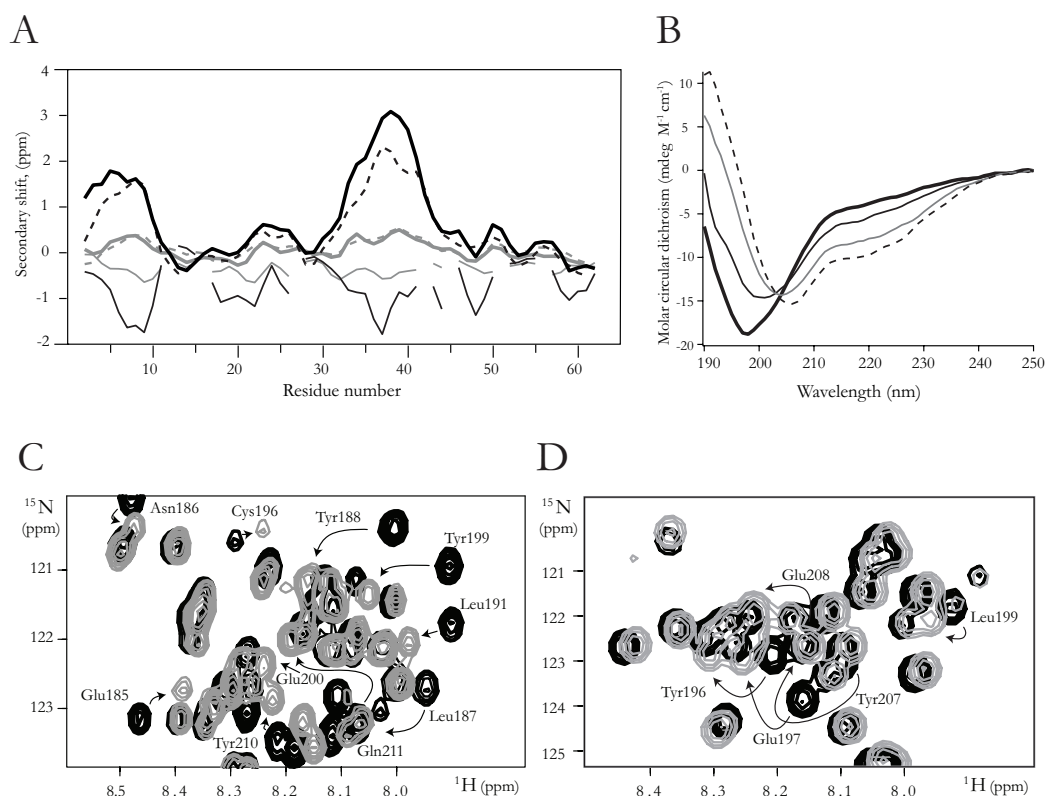 A
B
4
3
2
1
0
-1
-2
Secondary shift, (ppm)
10
20
30
40
50
60
Residue number
10
5
0
-5
-10
-15
-20
Molar circular dichroism (mdeg M⁻¹ cm⁻¹)
190
200
210
220
230
240
250
Wavelength (nm)
C
D
¹⁵N
(ppm)
121
122
123
Asn186
Cys196
Tyr188
Tyr199
Leu191
Glu185
Glu200
Leu187
Tyr210
Gln211
8.5
8.4
8.3
8.2
8.1
8.0
¹H (ppm)
¹⁵N
(ppm)
121
122
123
124
125
Glu208
Leu199
Tyr196
Glu197
Tyr207
8.4
8.3
8.2
8.1
8.0
¹H (ppm)